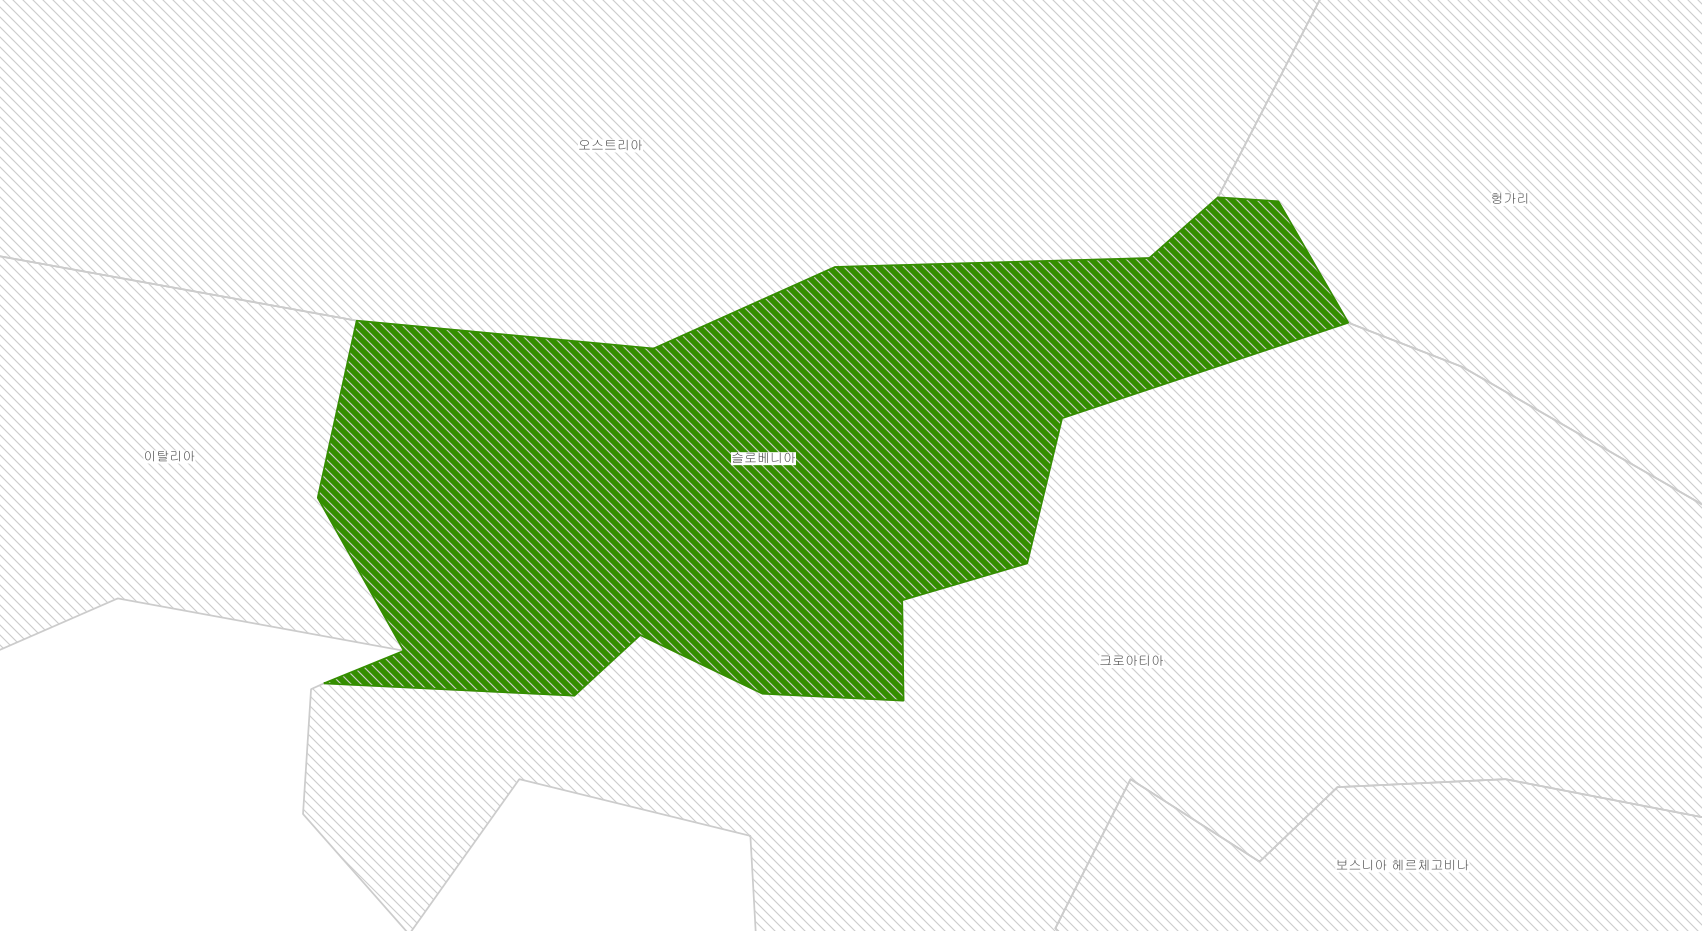 오스트리아
헝가리
이탈리아
슬로베니아
크로아티아
보스니아 헤르체고비나